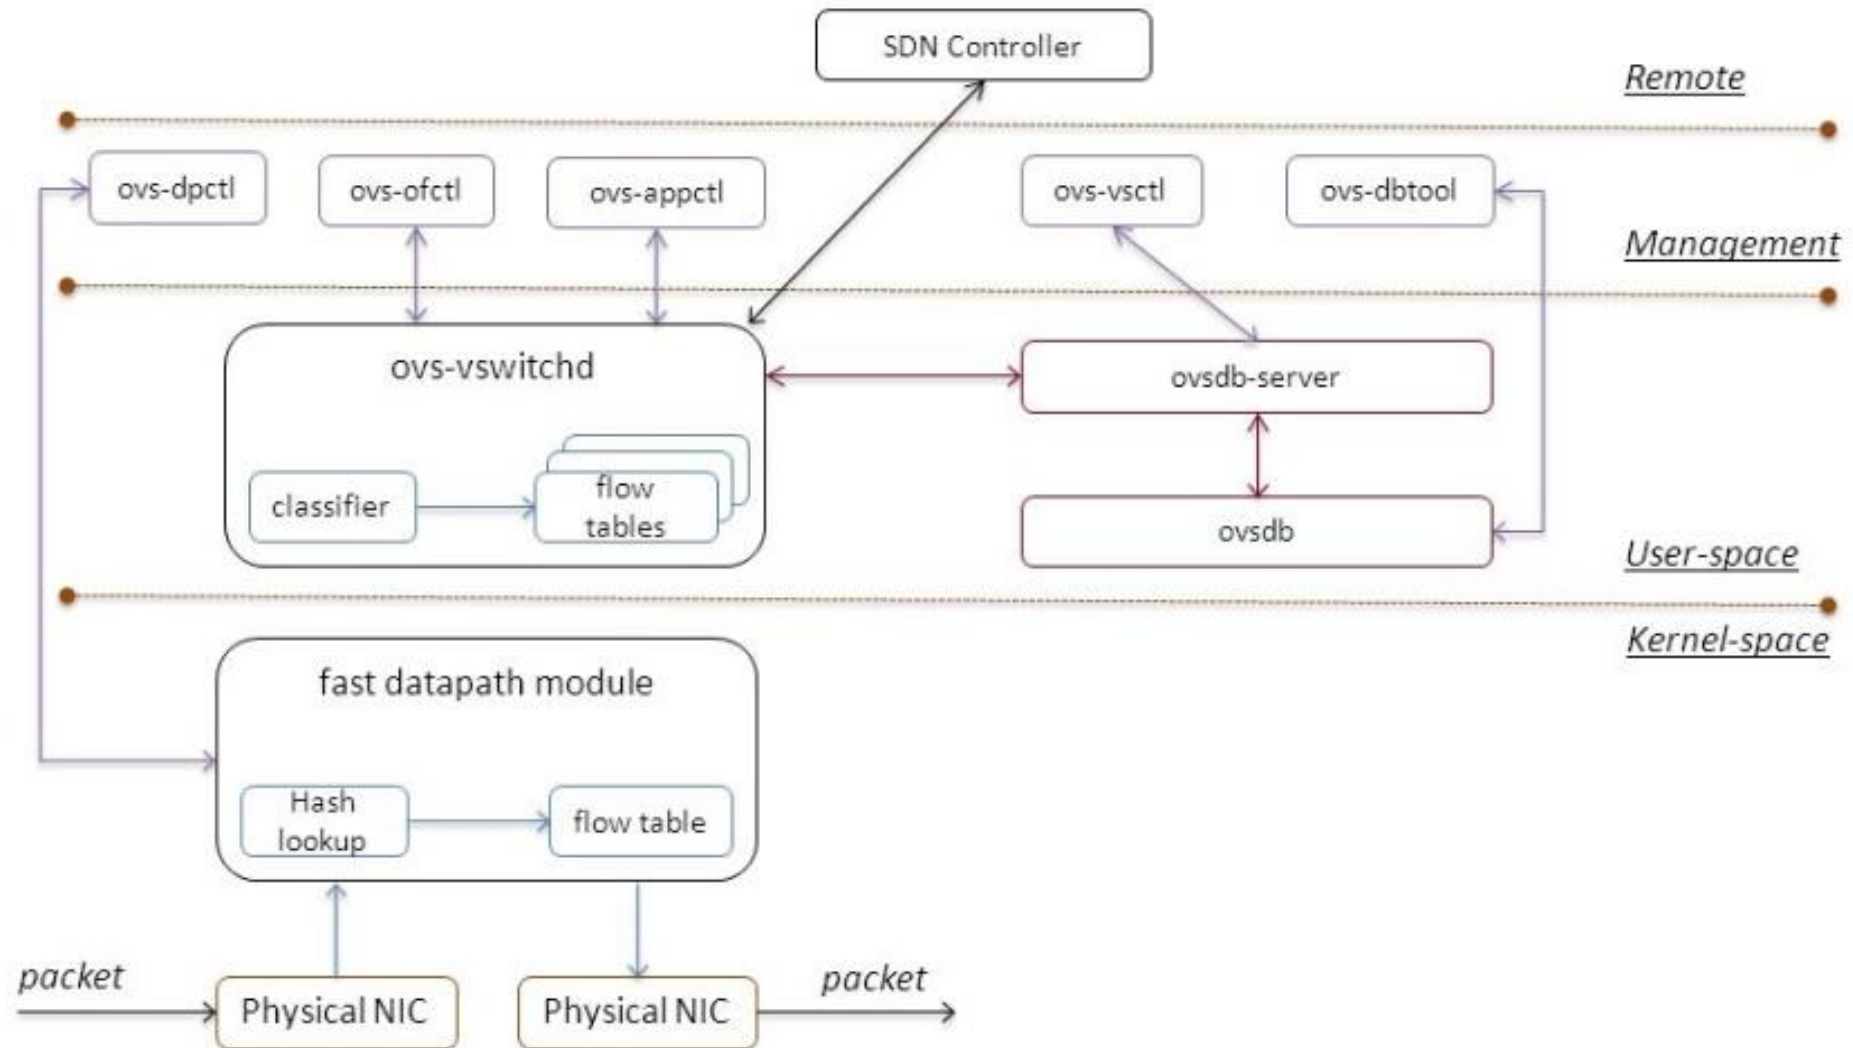 SDN Controller
Remote
ovs-dpctl
ovs-ofctl
ovs-appctl
ovs-vsctl
ovs-dbtool
Management
ovs-vswitchd
ovsdb-server
classifier
flow
tables
ovsdb
User-space
Kernel-space
fast datapath module
Hash
lookup
flow table
packet
Physical NIC
Physical NIC
packet